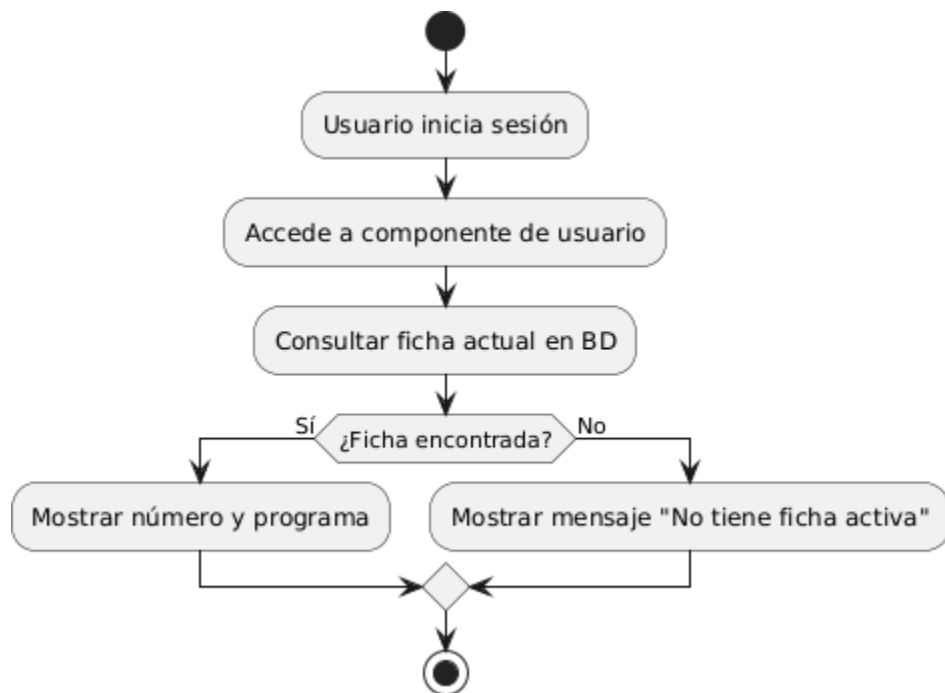 Usuario inicia sesión
Accede a componente de usuario
Consultar ficha actual en BD
Sí
¿Ficha encontrada?
No
Mostrar número y programa
Mostrar mensaje "No tiene ficha activa"